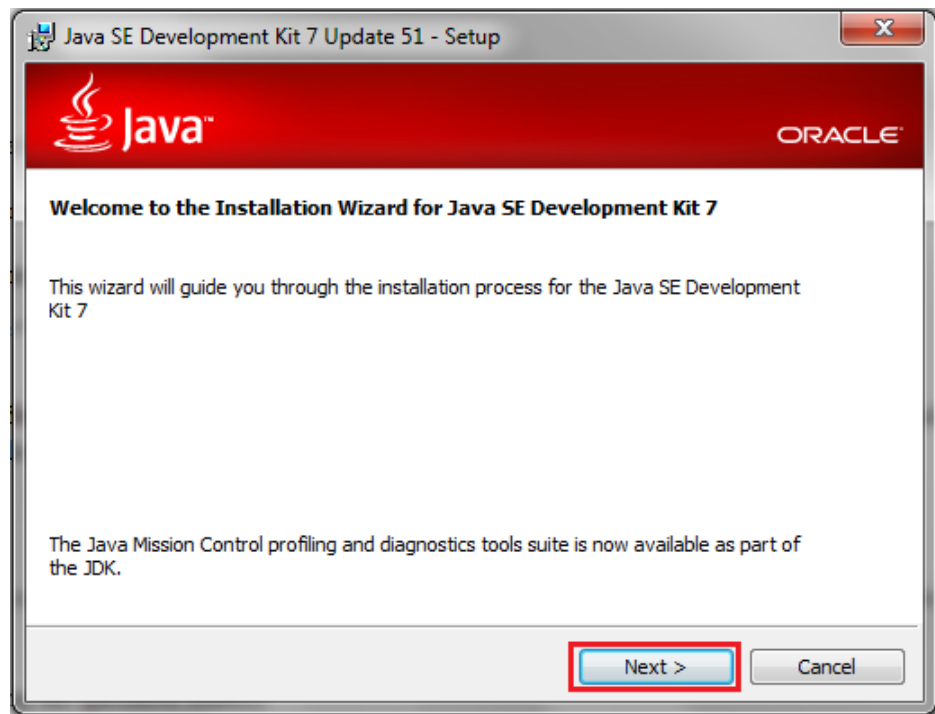 Java SE Development Kit 7 Update 51 - Setup
Java™
ORACLE
Welcome to the Installation Wizard for Java SE Development Kit 7
This wizard will guide you through the installation process for the Java SE Development
Kit 7
The Java Mission Control profiling and diagnostics tools suite is now available as part of
the JDK.
Next >
Cancel